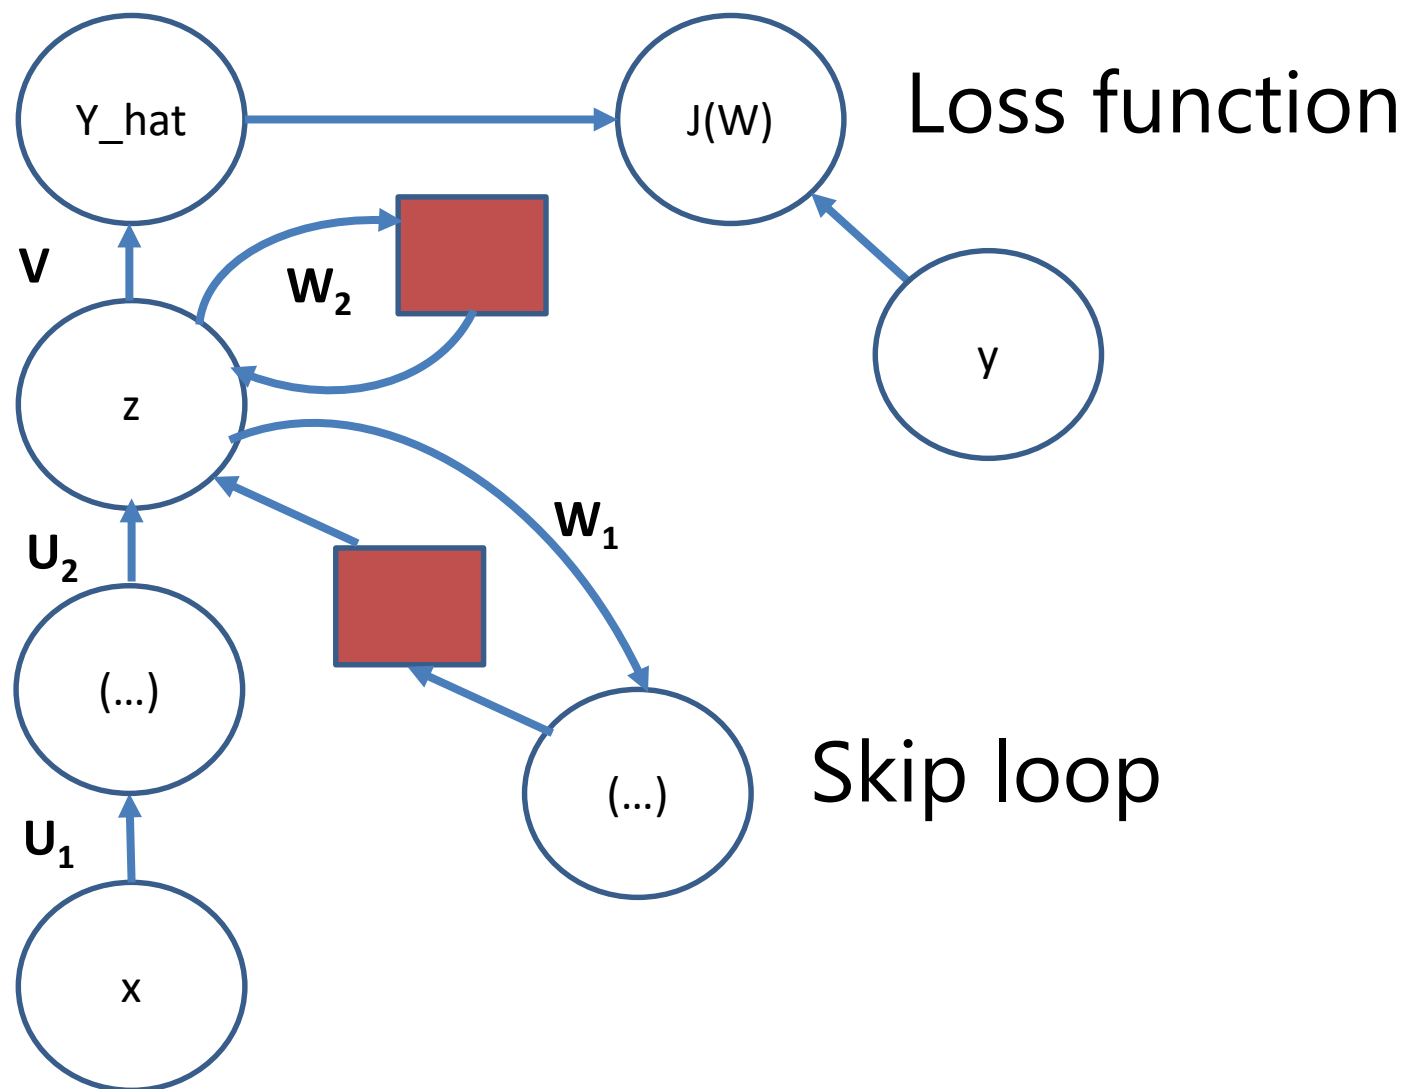 Y_hat
J(W)
Loss function
V
W2
y
z
W1
U2
(...)
(...)
Skip loop
U1
x